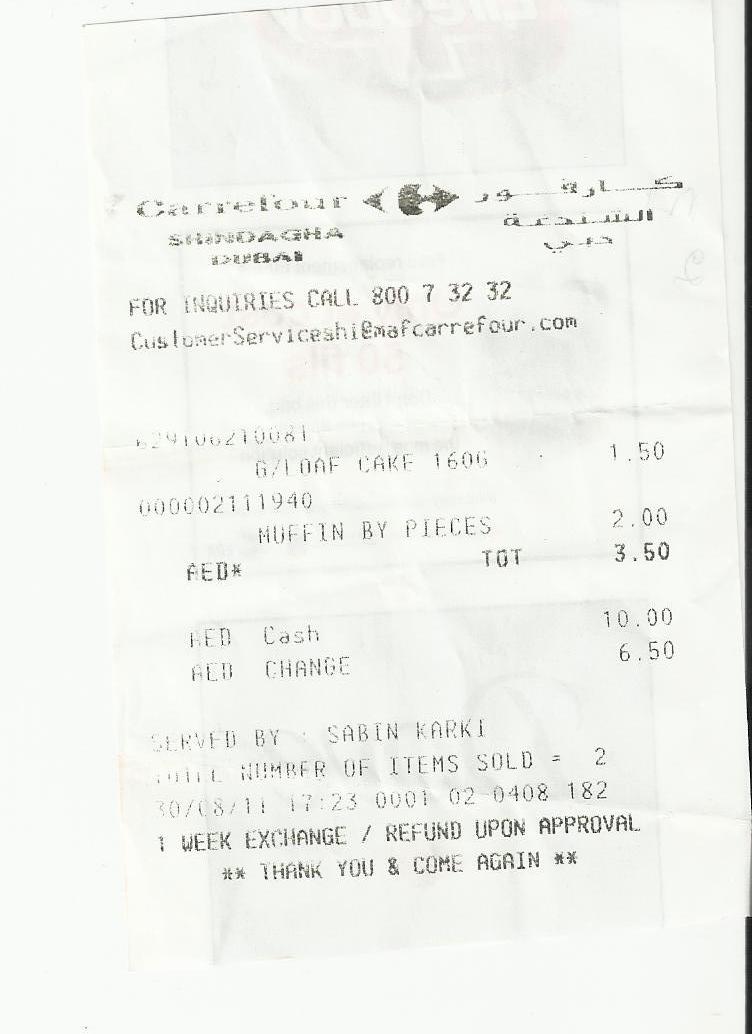 Carrefour كارفور
SHINDAGHA الشندغة
DUBAI دبي
FOR INQUIRIES CALL 800 7 32 32
CustomerServiceshi@mafcarrefour.com
629106210081
G/LOAF CAKE 160G 1.50
000002111940
MUFFIN BY PIECES 2.00
AED* TOT 3.50
AED Cash 10.00
AED CHANGE 6.50
SERVED BY : SABIN KARKI
TOTAL NUMBER OF ITEMS SOLD = 2
30/08/11 17:23 0001 02 0408 182
1 WEEK EXCHANGE / REFUND UPON APPROVAL
** THANK YOU & COME AGAIN **